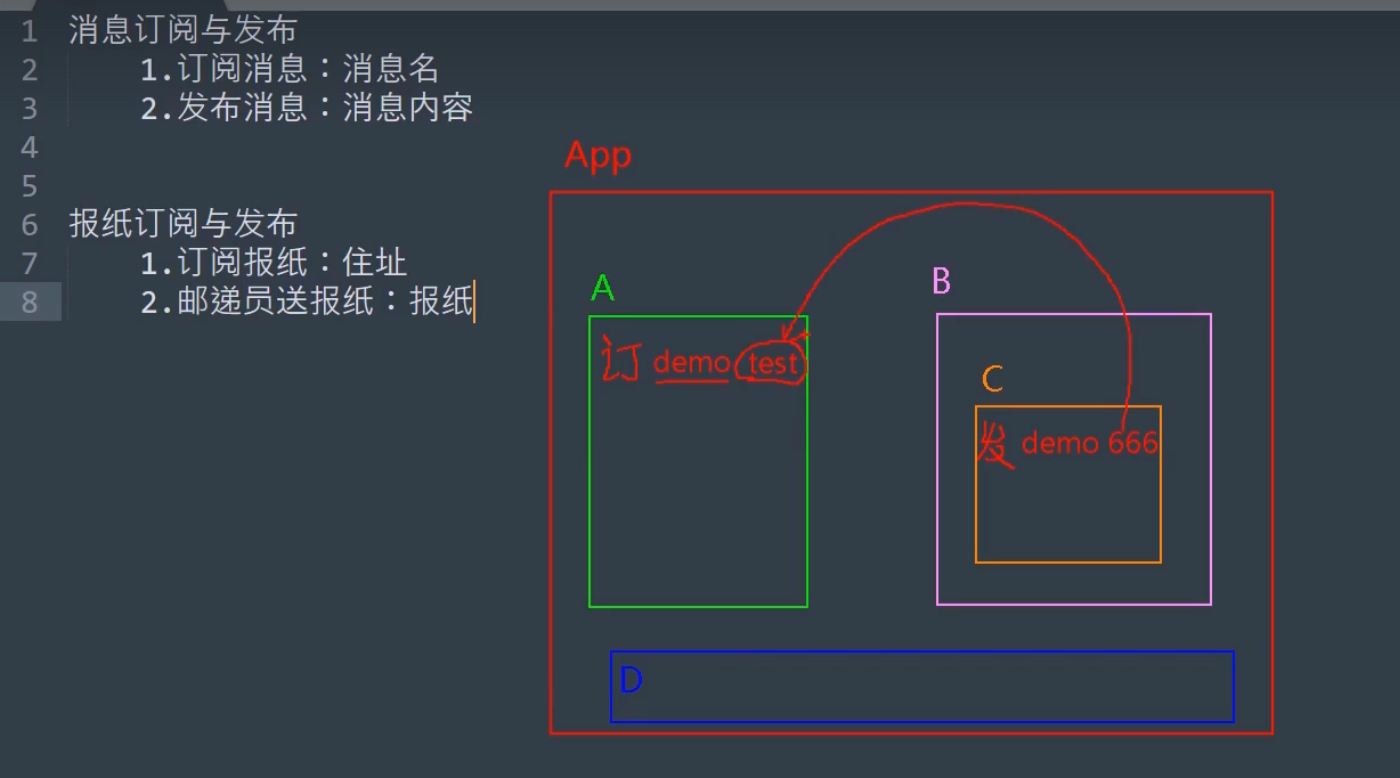 1 消息订阅与发布
2 1.订阅消息：消息名
3 2.发布消息：消息内容
4
5
6 报纸订阅与发布
7 1.订阅报纸：住址
8 2.邮递员送报纸：报纸
App
A
B
订 demo test
C
发 demo 666
D